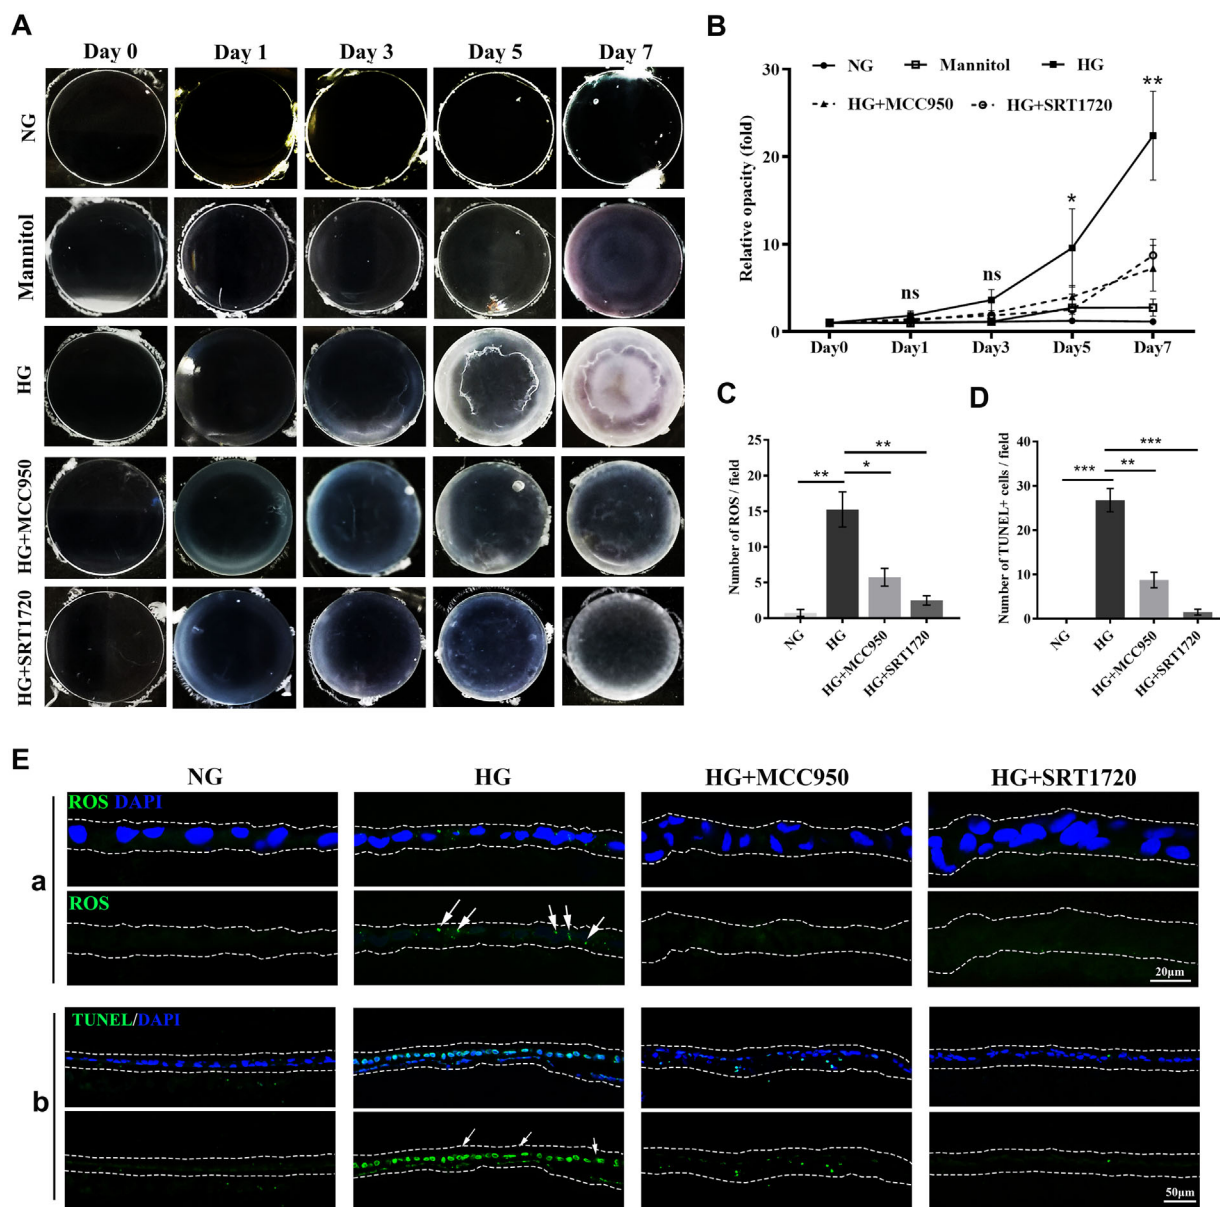 A
Day 0 Day 1 Day 3 Day 5 Day 7
NG
Mannitol
HG
HG+MCC950
HG+SRT1720
B
NG Mannitol HG
HG+MCC950 HG+SRT1720
Relative opacity (fold)
30
20
10
0
ns ns * **
Day0 Day1 Day3 Day5 Day7
C
Number of ROS / field
25
20
15
10
5
0
** * **
NG HG HG+MCC950 HG+SRT1720
D
Number of TUNEL+ cells / field
40
30
20
10
0
*** ** ***
NG HG HG+MCC950 HG+SRT1720
E
NG HG HG+MCC950 HG+SRT1720
a
ROS DAPI
ROS
20μm
b
TUNEL/DAPI
50μm